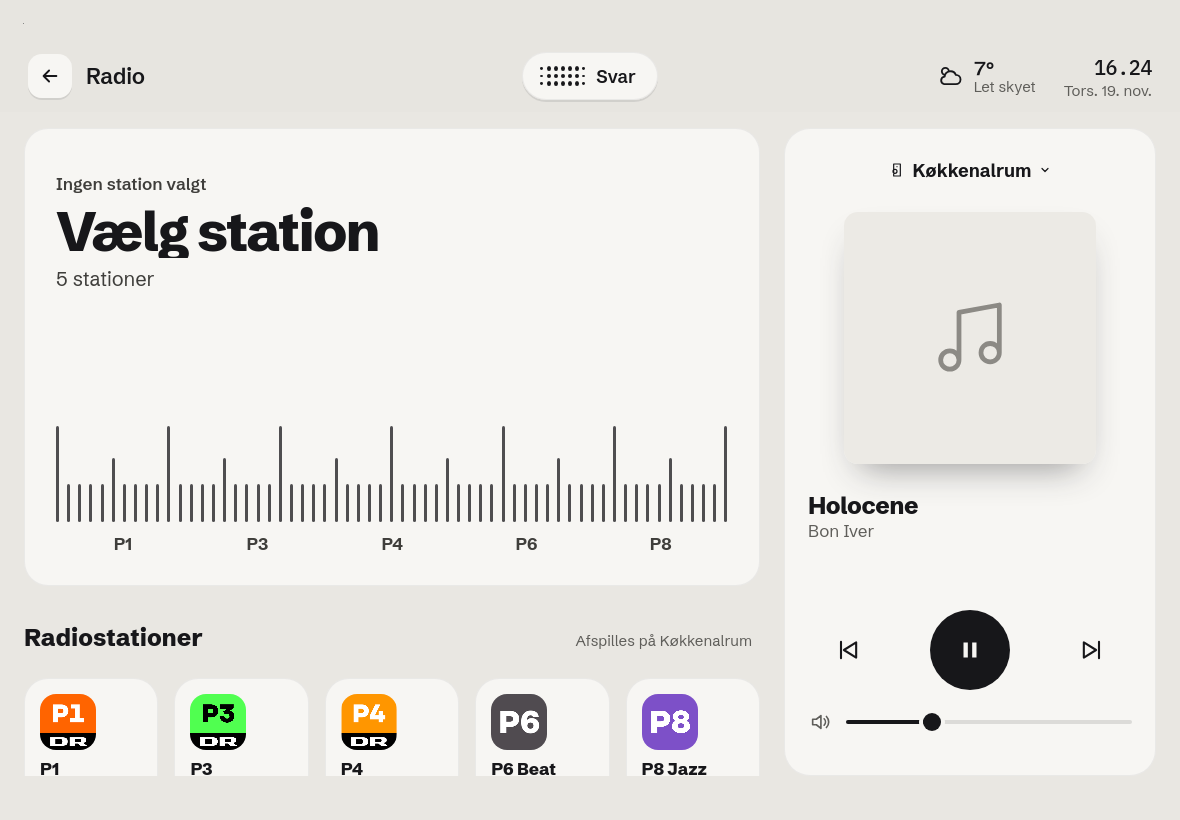 Radio
Svar
7°
Let skyet
16.24
Tors. 19. nov.
Ingen station valgt
Vælg station
5 stationer
P1 P3 P4 P6 P8
Køkkenalrum
Holocene
Bon Iver
Radiostationer
Afspilles på Køkkenalrum
P1 DR
P3 DR
P4 DR
P6
P8
P1
P3
P4
P6 Beat
P8 Jazz